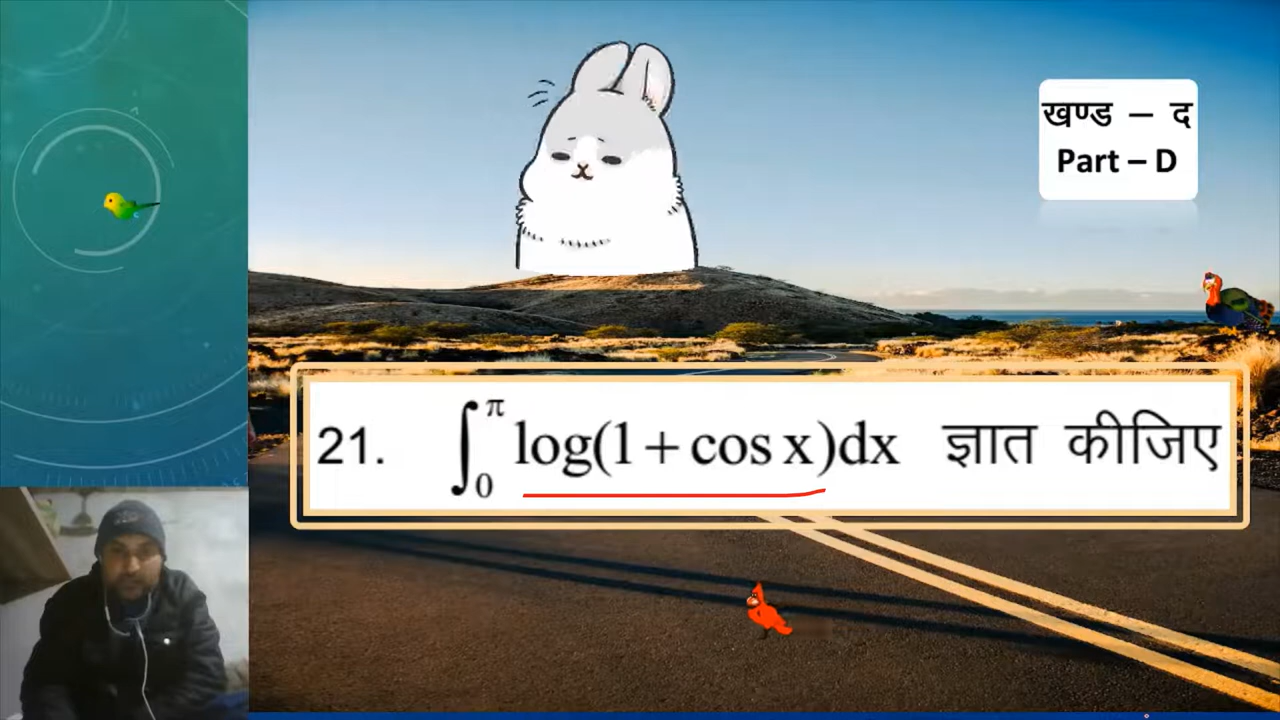 खण्ड – द
Part – D
21. ∫₀^π log(1 + cos x)dx ज्ञात कीजिए